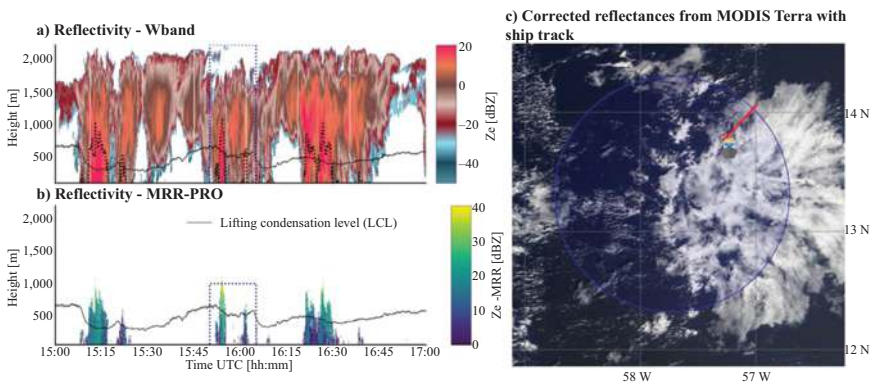 a) Reflectivity - Wband
2,000
1,500
1,000
500
Height [m]
20
0
−20
−40
Ze [dBZ]
b) Reflectivity - MRR-PRO
2,000
1,500
1,000
500
Height [m]
Lifting condensation level (LCL)
40
30
20
10
0
Ze -MRR [dBZ]
15:00
15:15
15:30
15:45
16:00
16:15
16:30
16:45
17:00
Time UTC [hh:mm]
c) Corrected reflectances from MODIS Terra with
ship track
14 N
13 N
12 N
58 W
57 W